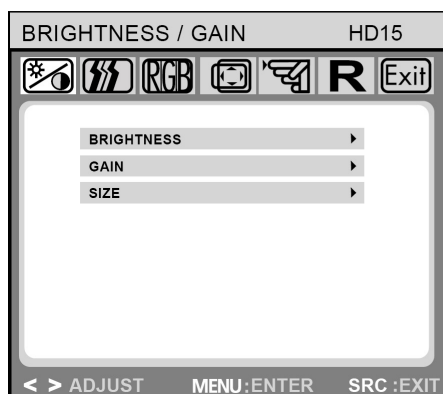 BRIGHTNESS / GAIN HD15
RGB R Exit
BRIGHTNESS
GAIN
SIZE
< > ADJUST MENU:ENTER SRC :EXIT